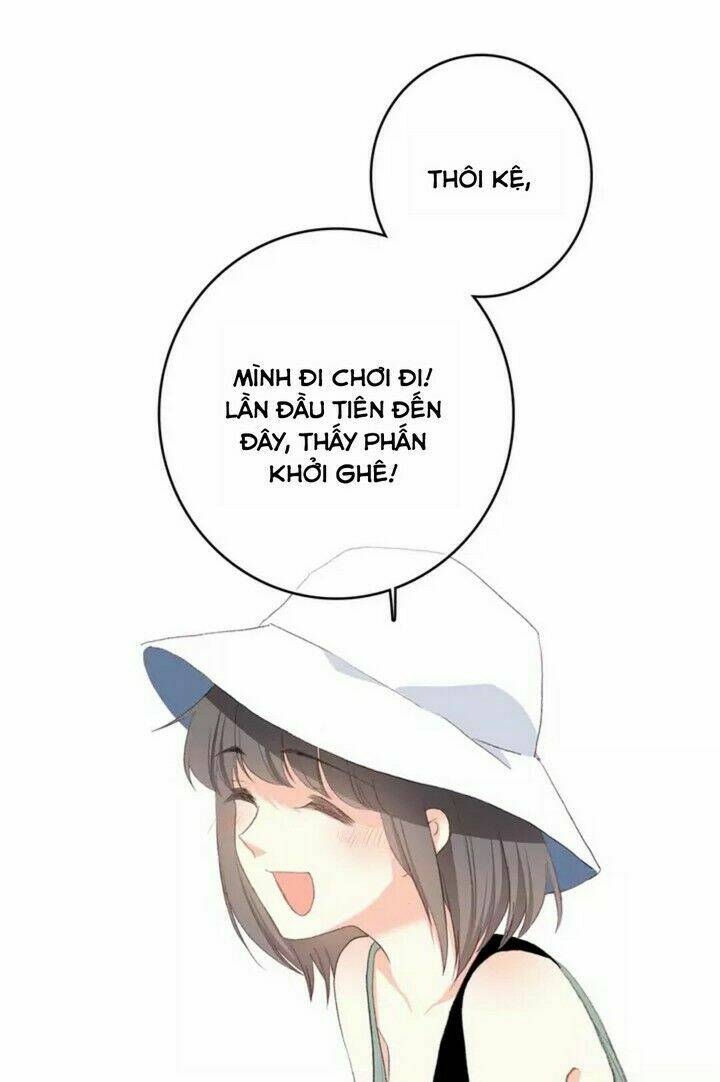 THÔI KỆ,
MÌNH ĐI CHƠI ĐI!
LẦN ĐẦU TIÊN ĐẾN
ĐÂY, THẤY PHẤN
KHỞI GHÊ!